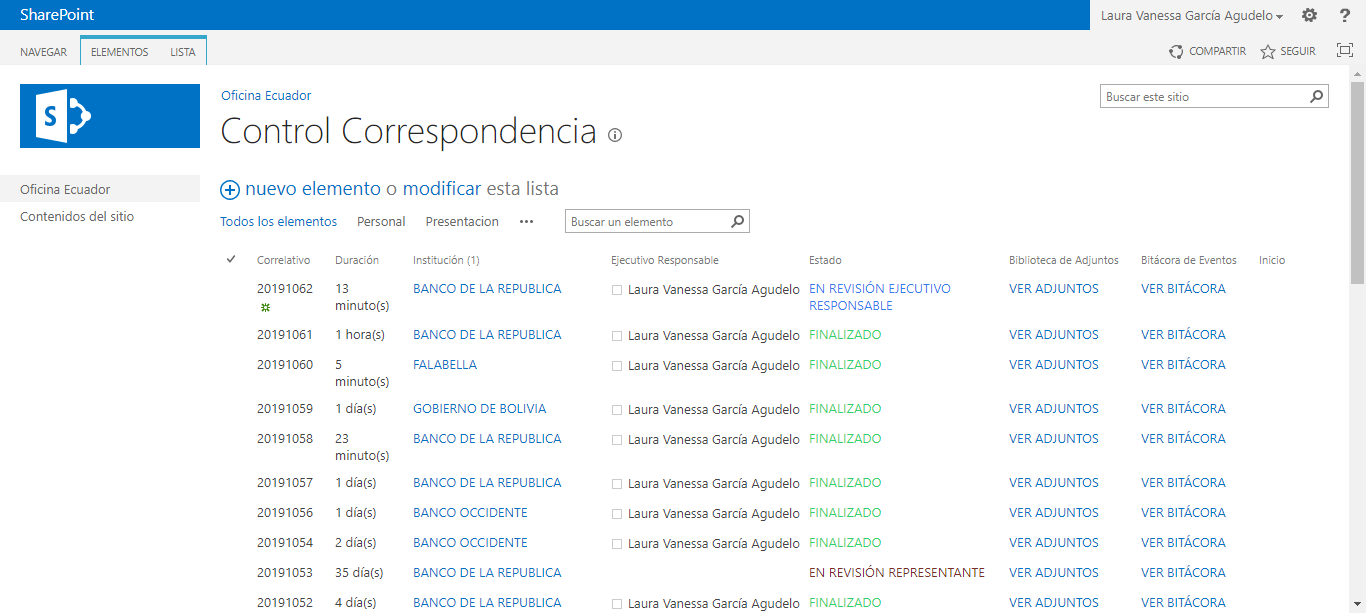 SharePoint
Laura Vanessa García Agudelo
?
NAVEGAR ELEMENTOS LISTA
COMPARTIR SEGUIR
S
Oficina Ecuador
Buscar este sitio
Control Correspondencia
Oficina Ecuador
Contenidos del sitio
nuevo elemento o modificar esta lista
Todos los elementos Personal Presentacion ••• Buscar un elemento
Correlativo Duración Institución (1) Ejecutivo Responsable Estado Biblioteca de Adjuntos Bitácora de Eventos Inicio
20191062 13 BANCO DE LA REPUBLICA Laura Vanessa García Agudelo EN REVISIÓN EJECUTIVO VER ADJUNTOS VER BITÁCORA
minuto(s) RESPONSABLE
20191061 1 hora(s) BANCO DE LA REPUBLICA Laura Vanessa García Agudelo FINALIZADO VER ADJUNTOS VER BITÁCORA
20191060 5 FALABELLA Laura Vanessa García Agudelo FINALIZADO VER ADJUNTOS VER BITÁCORA
minuto(s)
20191059 1 día(s) GOBIERNO DE BOLIVIA Laura Vanessa García Agudelo FINALIZADO VER ADJUNTOS VER BITÁCORA
20191058 23 BANCO DE LA REPUBLICA Laura Vanessa García Agudelo FINALIZADO VER ADJUNTOS VER BITÁCORA
minuto(s)
20191057 1 día(s) BANCO DE LA REPUBLICA Laura Vanessa García Agudelo FINALIZADO VER ADJUNTOS VER BITÁCORA
20191056 1 día(s) BANCO OCCIDENTE Laura Vanessa García Agudelo FINALIZADO VER ADJUNTOS VER BITÁCORA
20191054 2 día(s) BANCO OCCIDENTE Laura Vanessa García Agudelo FINALIZADO VER ADJUNTOS VER BITÁCORA
20191053 35 día(s) BANCO DE LA REPUBLICA EN REVISIÓN REPRESENTANTE VER ADJUNTOS VER BITÁCORA
20191052 4 día(s) BANCO DE LA REPUBLICA Laura Vanessa García Agudelo FINALIZADO VER ADJUNTOS VER BITÁCORA